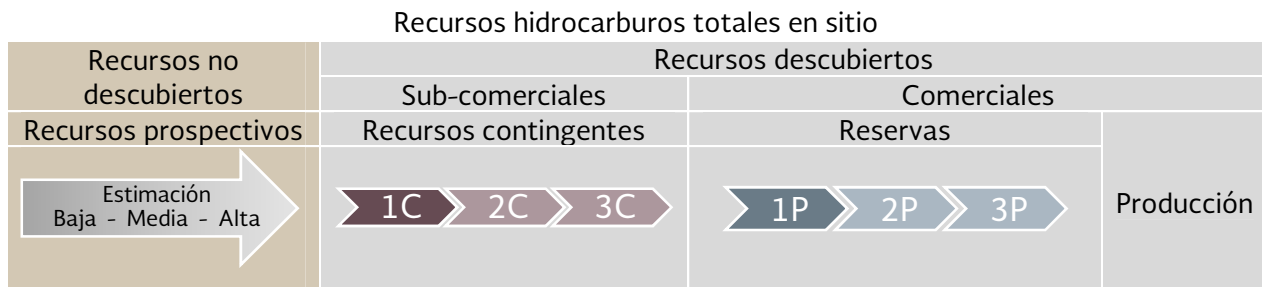 Recursos hidrocarburos totales en sitio
Recursos no
descubiertos
Recursos descubiertos
Sub-comerciales
Comerciales
Recursos prospectivos
Recursos contingentes
Reservas
Estimación
Baja - Media - Alta
1C
2C
3C
1P
2P
3P
Producción